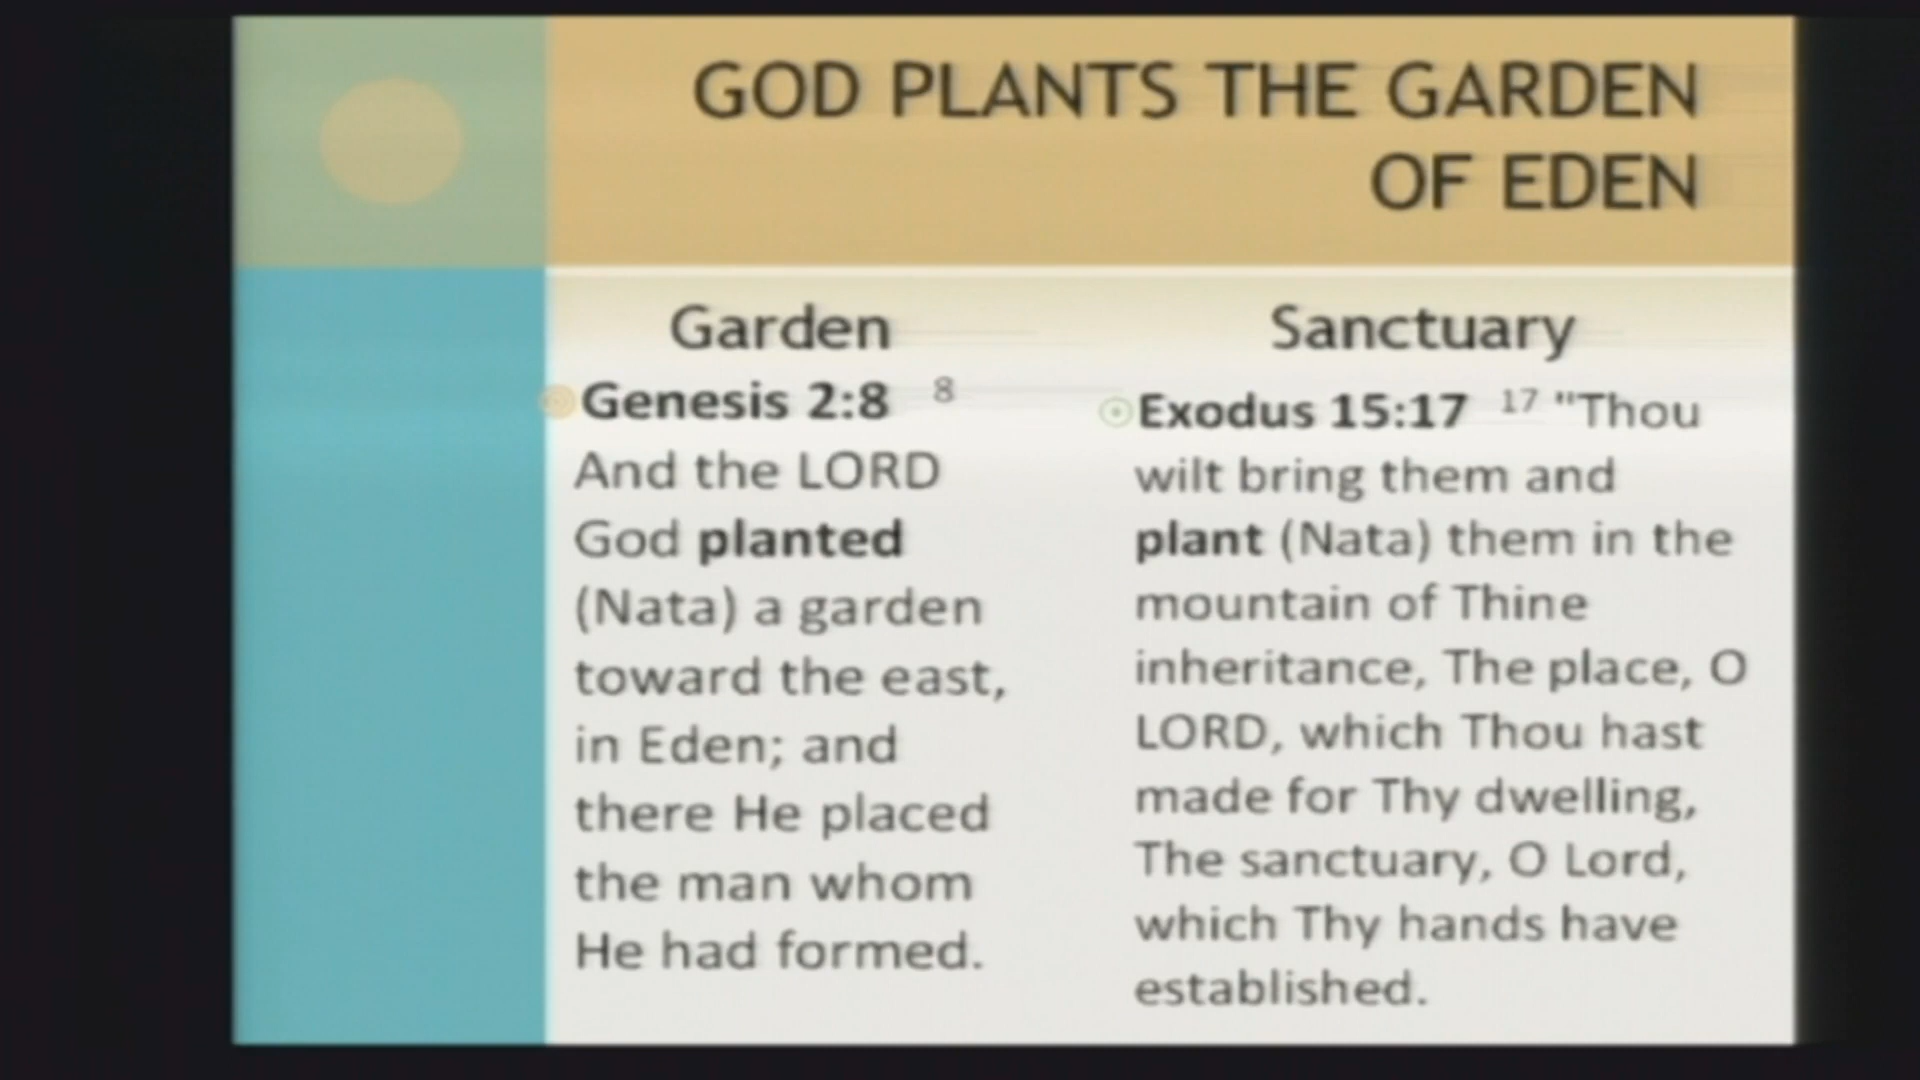 GOD PLANTS THE GARDEN
OF EDEN
Garden
Genesis 2:8 8
And the LORD
God planted
(Nata) a garden
toward the east,
in Eden; and
there He placed
the man whom
He had formed.
Sanctuary
Exodus 15:17 17 "Thou
wilt bring them and
plant (Nata) them in the
mountain of Thine
inheritance, The place, O
LORD, which Thou hast
made for Thy dwelling,
The sanctuary, O Lord,
which Thy hands have
established.